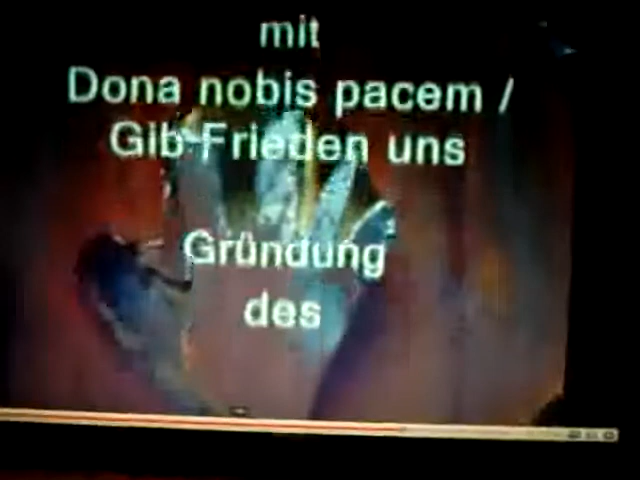 mit
Dona nobis pacem /
Gib Frieden uns
Gründung
des